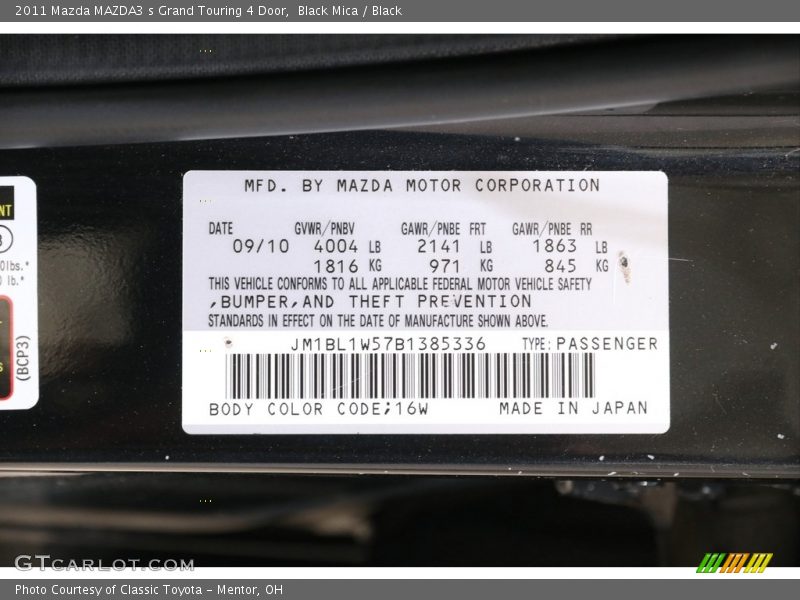 2011 Mazda MAZDA3 s Grand Touring 4 Door,  Black Mica / Black
MFD. BY MAZDA MOTOR CORPORATION
DATE GVWR/PNBV GAWR/PNBE FRT GAWR/PNBE RR
09/10 4004 LB 2141 LB 1863 LB
1816 KG 971 KG 845 KG
THIS VEHICLE CONFORMS TO ALL APPLICABLE FEDERAL MOTOR VEHICLE SAFETY
,BUMPER,AND THEFT PREVENTION
STANDARDS IN EFFECT ON THE DATE OF MANUFACTURE SHOWN ABOVE.
JM1BL1W57B1385336 TYPE: PASSENGER
BODY COLOR CODE;16W MADE IN JAPAN
(BCP3)
GTCARLOT.COM
Photo Courtesy of Classic Toyota - Mentor, OH